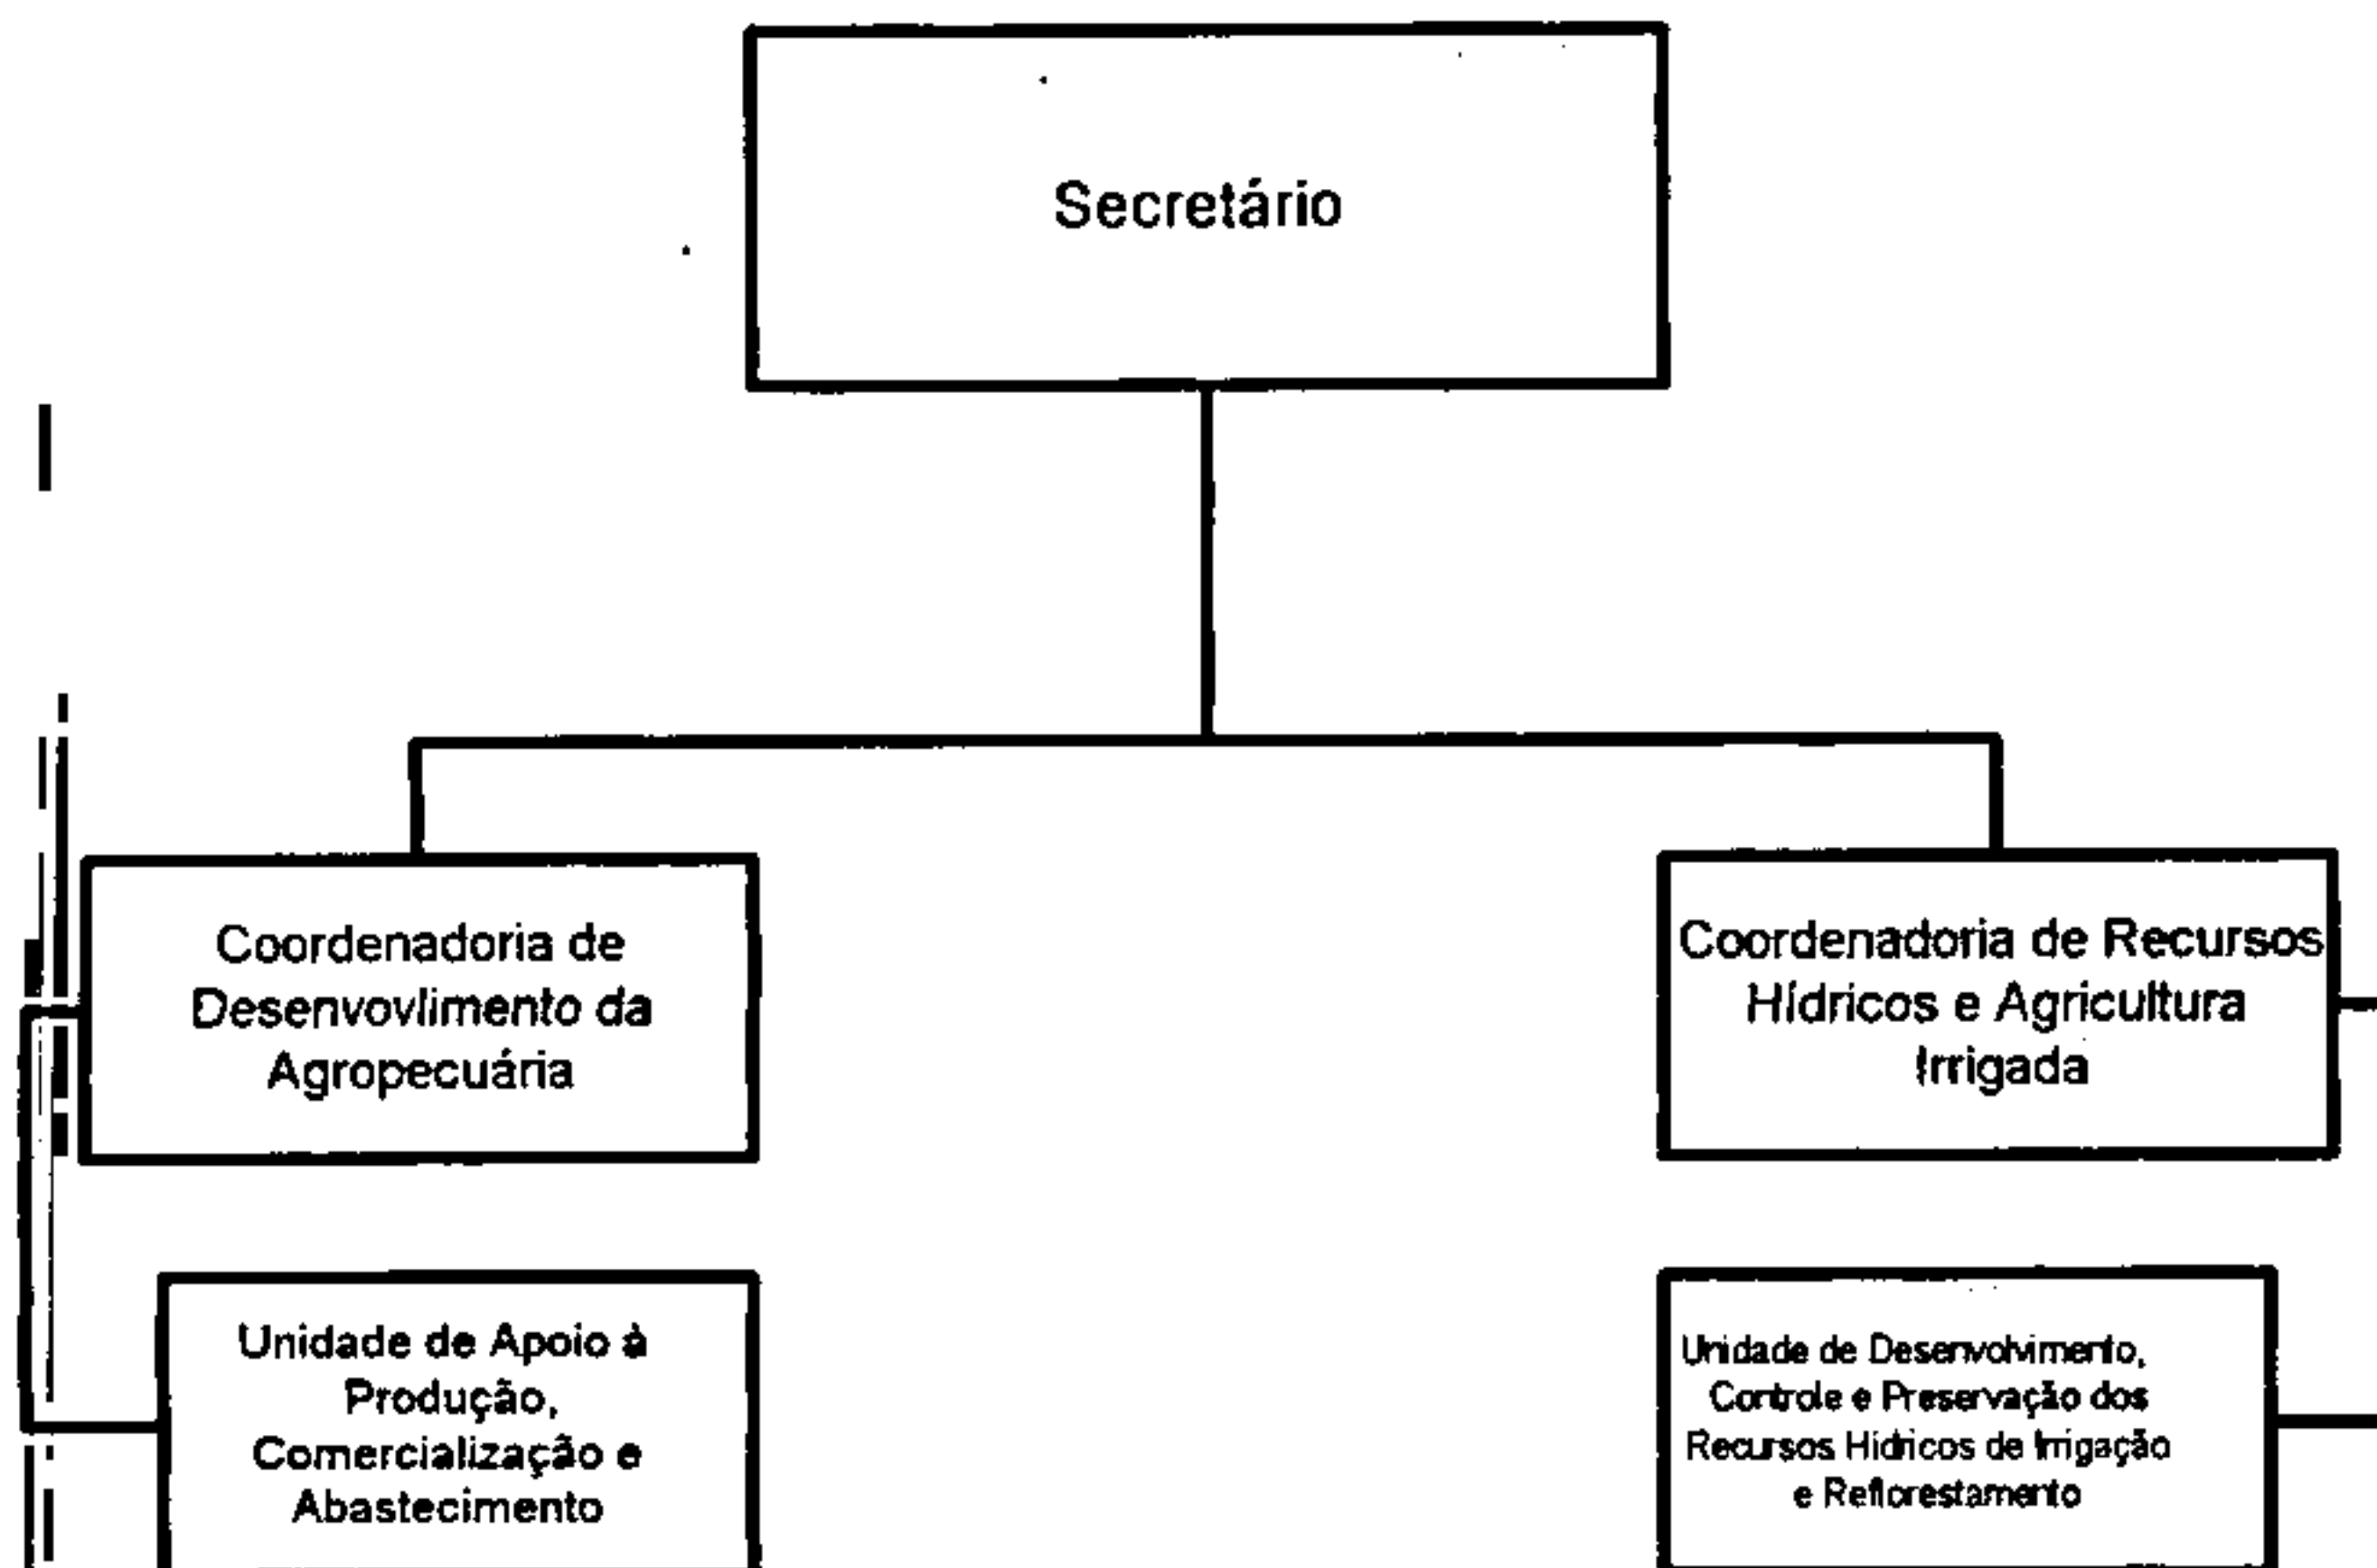 Secretário
Coordenadoria de
Desenvovlimento da
Agropecuária
Coordenadoria de Recursos
Hídricos e Agricultura
Irrigada
Unidade de Apoio à
Produção,
Comercialização e
Abastecimento
Unidade de Desenvolvimento,
Controle e Preservação dos
Recursos Hídricos de Irrigação
e Reflorestamento